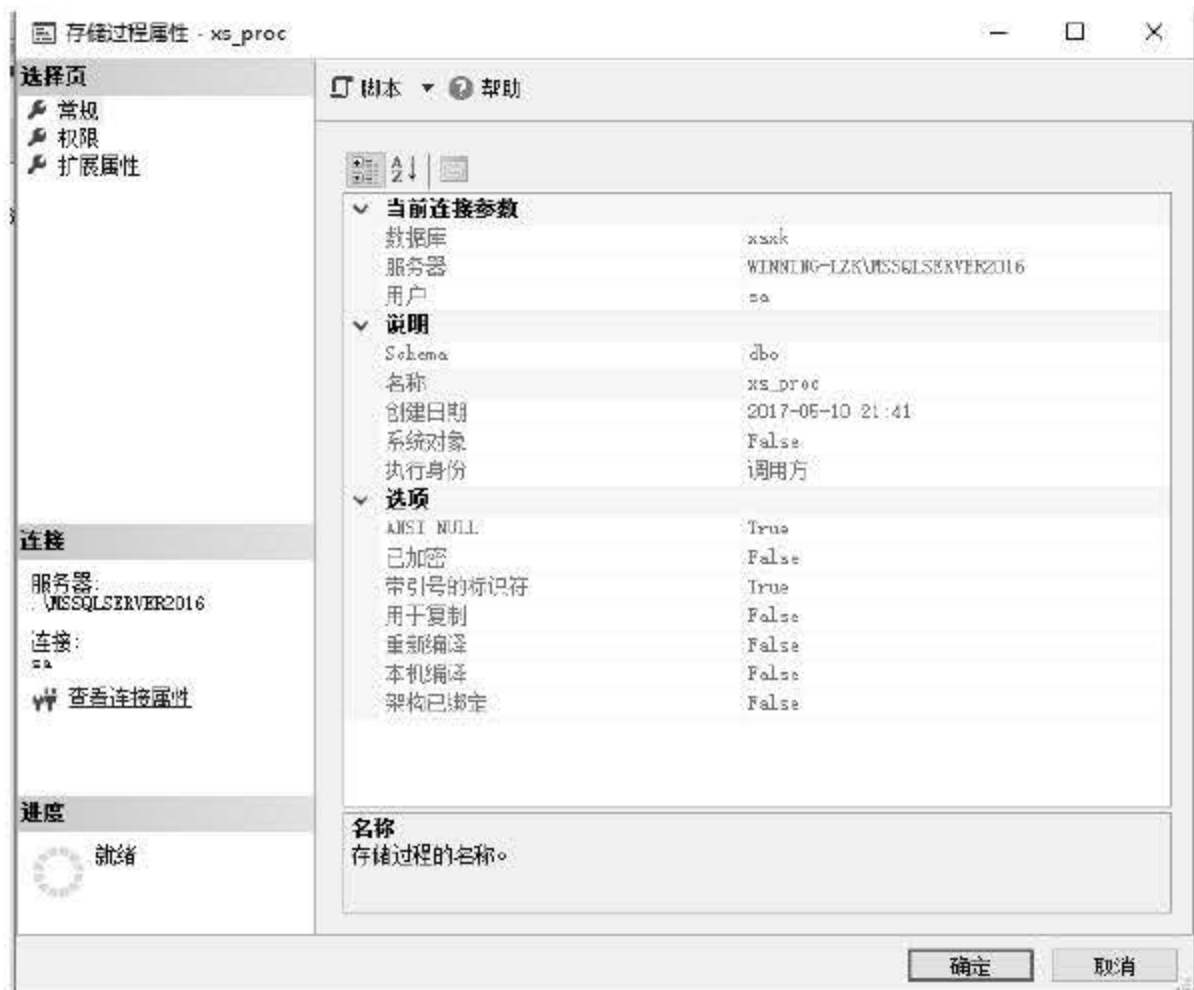 存储过程属性 - xs_proc
选择页
常规
权限
扩展属性
脚本 帮助
当前连接参数
数据库 xsxk
服务器 WINNING-LZK\MSSQLSERVER2016
用户 sa
说明
Schema dbo
名称 xs_proc
创建日期 2017-05-10 21:41
系统对象 False
执行身份 调用方
选项
ANSI NULL True
已加密 False
带引号的标识符 True
用于复制 False
重新编译 False
本机编译 False
架构已绑定 False
连接
服务器:
.\MSSQLSERVER2016
连接:
sa
查看连接属性
进度
就绪
名称
存储过程的名称。
确定 取消